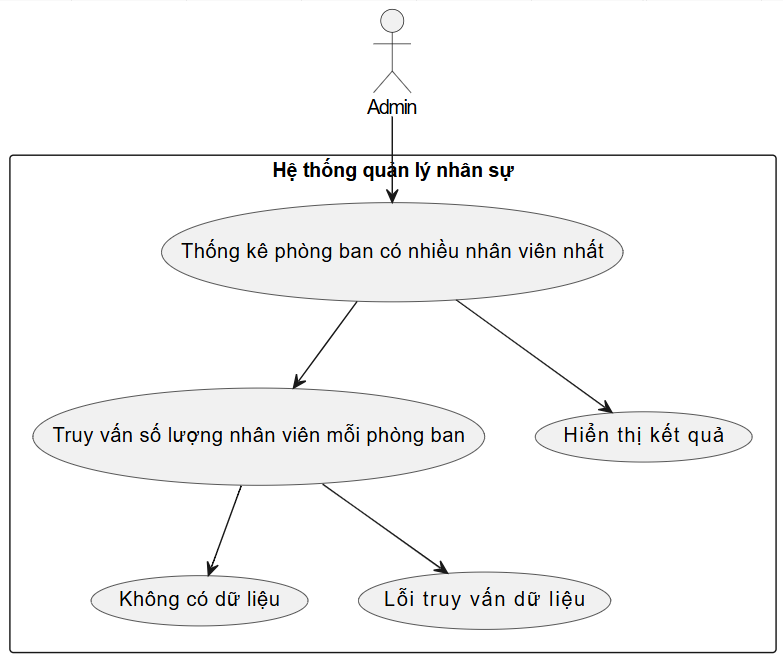 Admin
Hệ thống quản lý nhân sự
Thống kê phòng ban có nhiều nhân viên nhất
Truy vấn số lượng nhân viên mỗi phòng ban
Hiển thị kết quả
Không có dữ liệu
Lỗi truy vấn dữ liệu